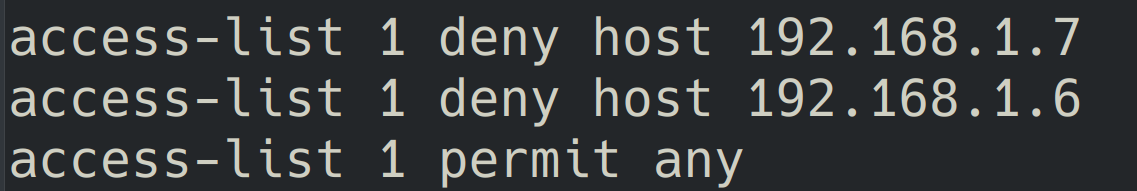 access-list 1 deny host 192.168.1.7
access-list 1 deny host 192.168.1.6
access-list 1 permit any